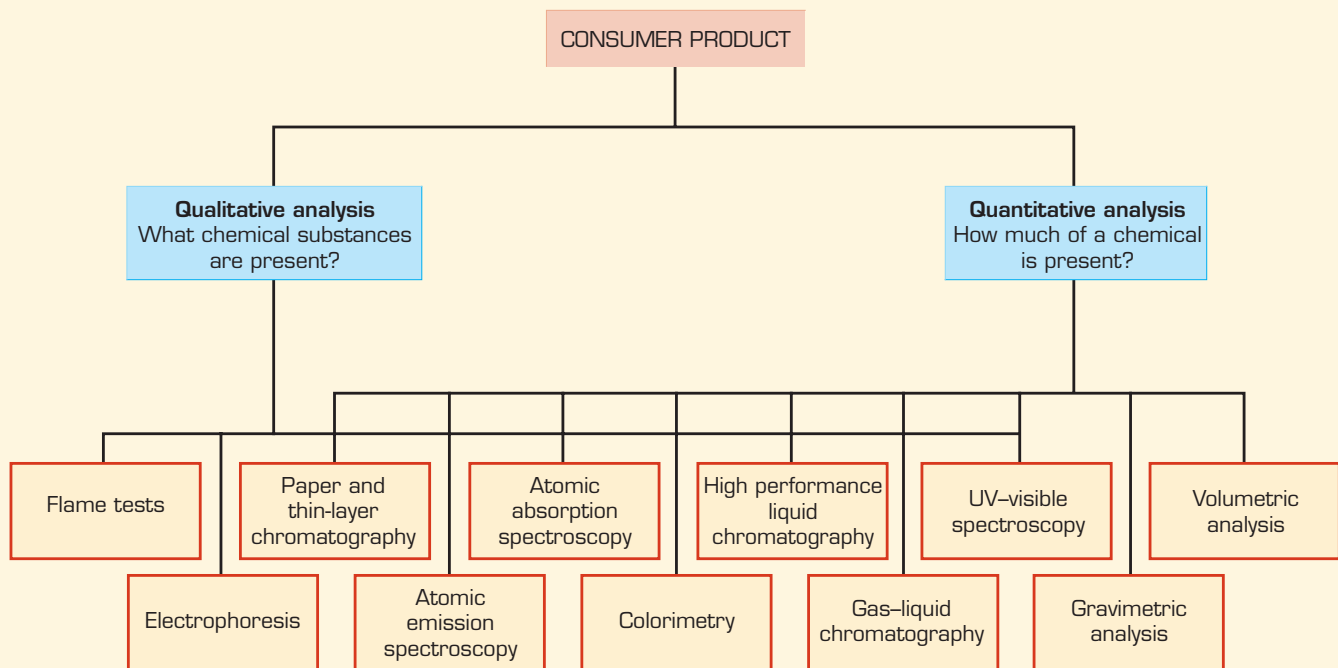 CONSUMER PRODUCT
Qualitative analysis
What chemical substances
are present?
Quantitative analysis
How much of a chemical
is present?
Flame tests
Paper and
thin-layer
chromatography
Atomic
absorption
spectroscopy
High performance
liquid
chromatography
UV–visible
spectroscopy
Volumetric
analysis
Electrophoresis
Atomic
emission
spectroscopy
Colorimetry
Gas–liquid
chromatography
Gravimetric
analysis